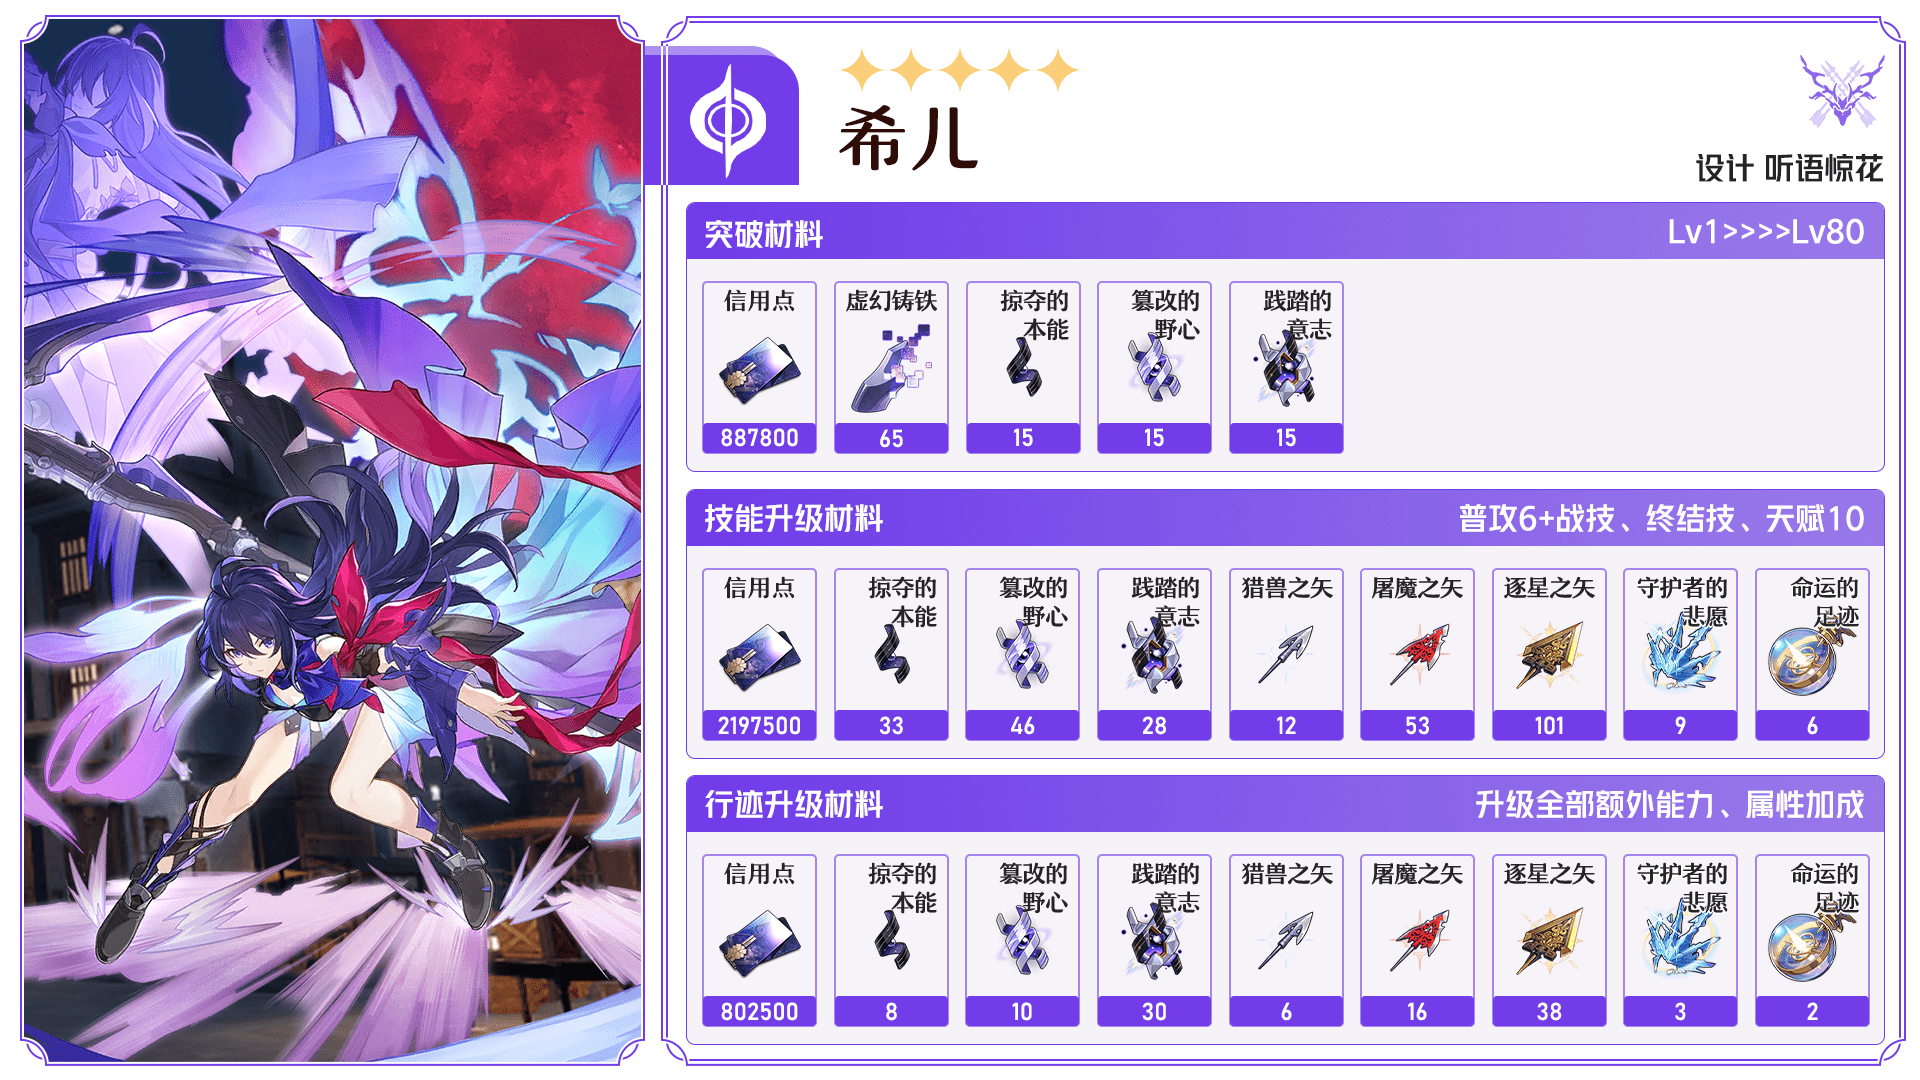 希儿
设计 听语惊花
突破材料 Lv1>>>>Lv80
信用点 虚幻铸铁 掠夺的 篡改的 践踏的
本能 野心 意志
887800 65 15 15 15
技能升级材料 普攻6+战技、终结技、天赋10
信用点 掠夺的 篡改的 践踏的 猎兽之矢 屠魔之矢 逐星之矢 守护者的 命运的
本能 野心 意志 悲愿 足迹
2197500 33 46 28 12 53 101 9 6
行迹升级材料 升级全部额外能力、属性加成
信用点 掠夺的 篡改的 践踏的 猎兽之矢 屠魔之矢 逐星之矢 守护者的 命运的
本能 野心 意志 悲愿 足迹
802500 8 10 30 6 16 38 3 2